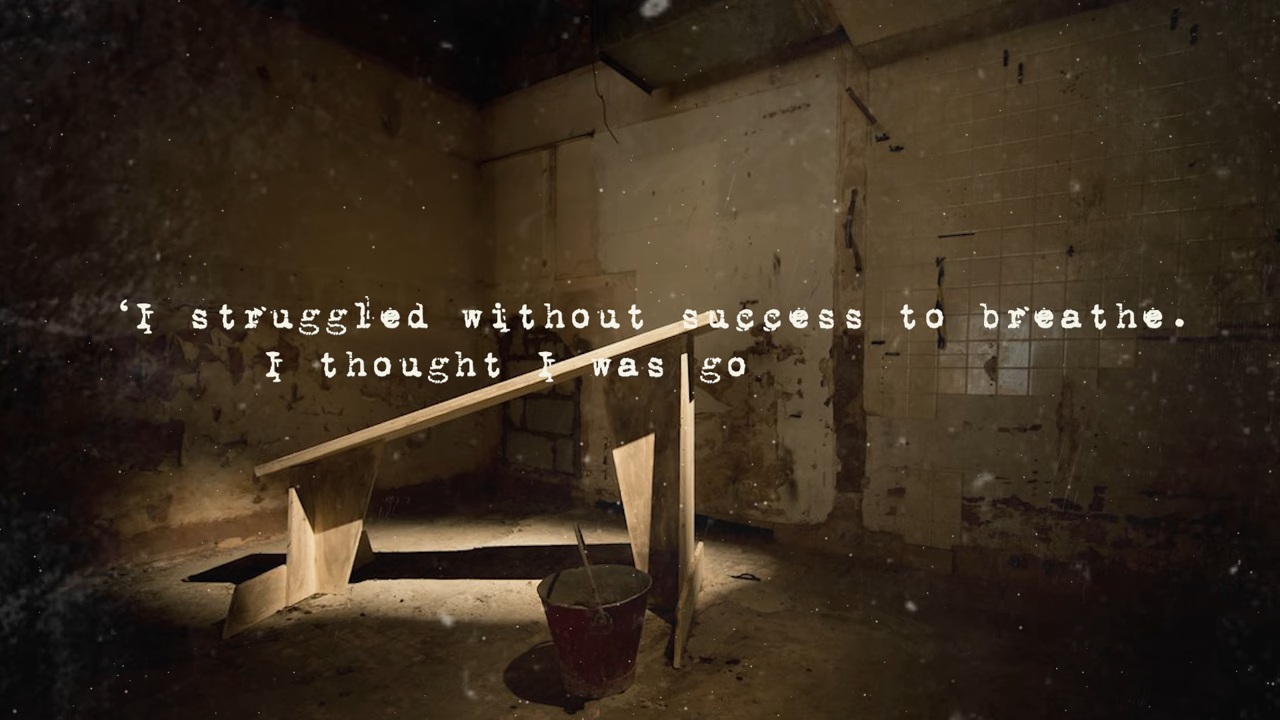 ‘I struggled without success to breathe.
I thought I was go